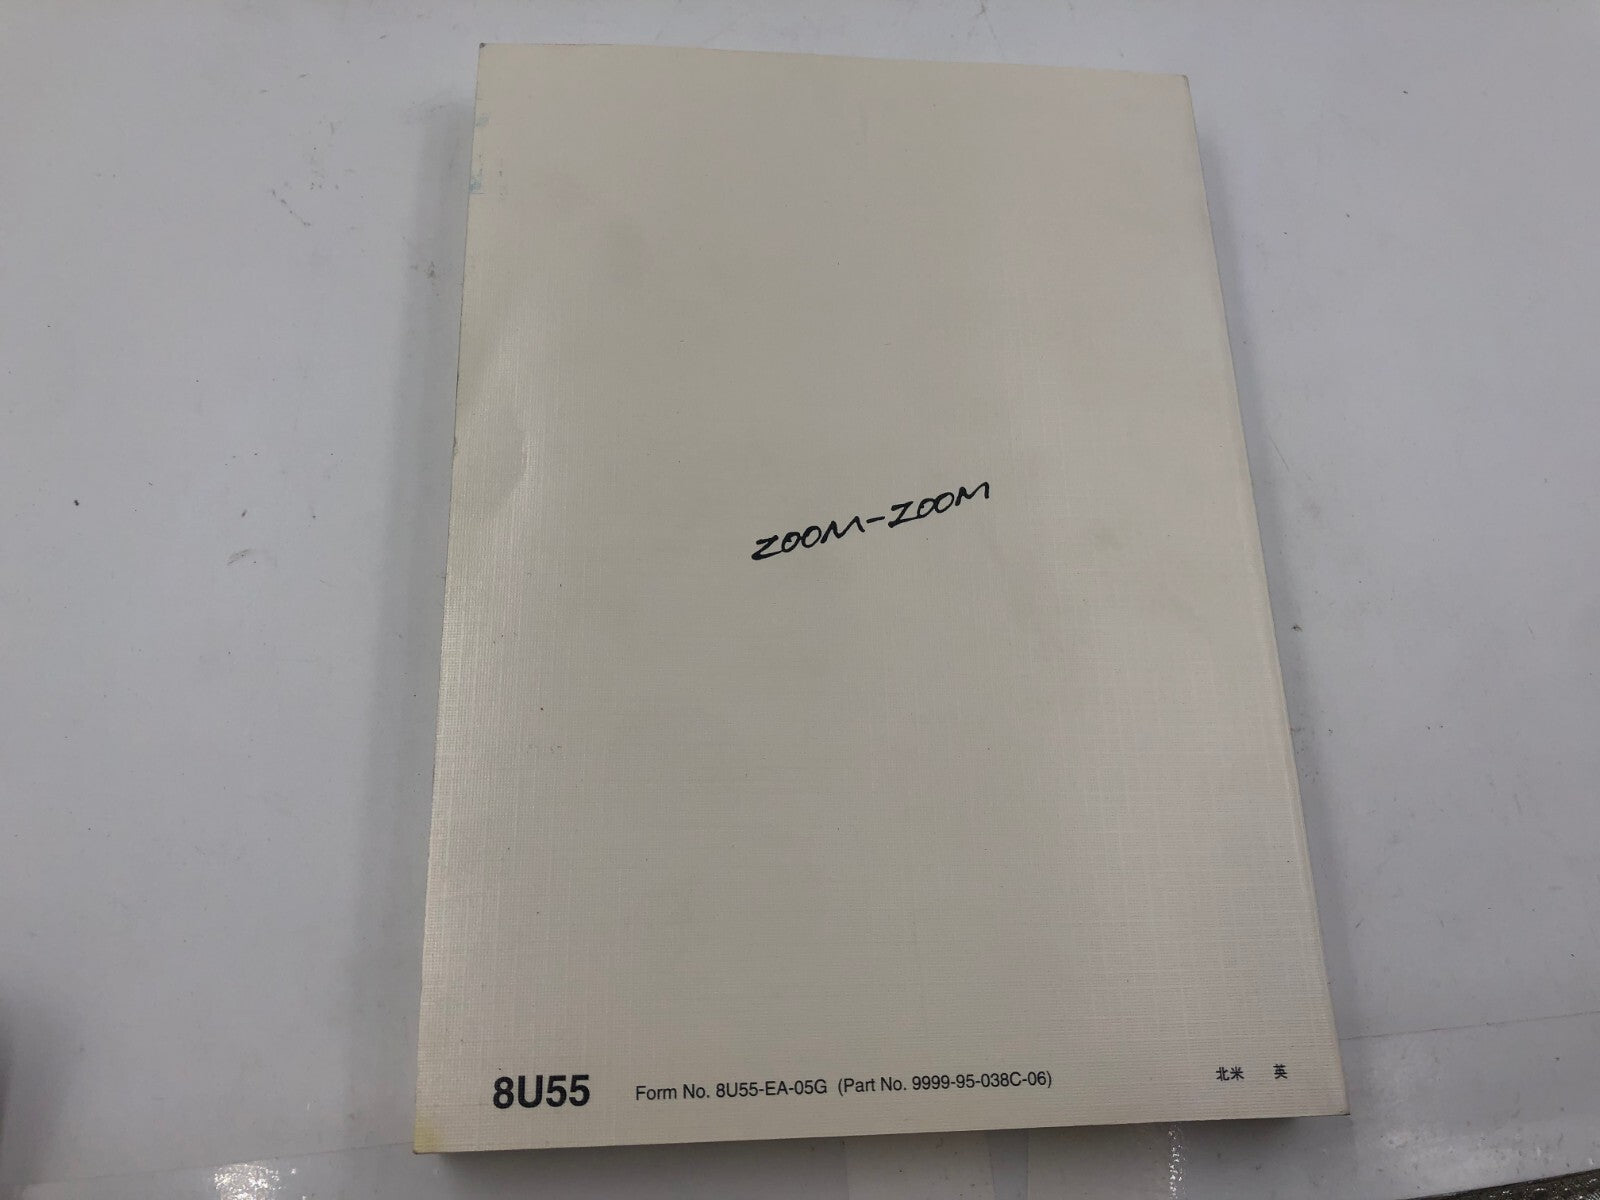 ZOOM-ZOOM
8U55 Form No. 8U55-EA-05G (Part No. 9999-95-038C-06) 北米 英